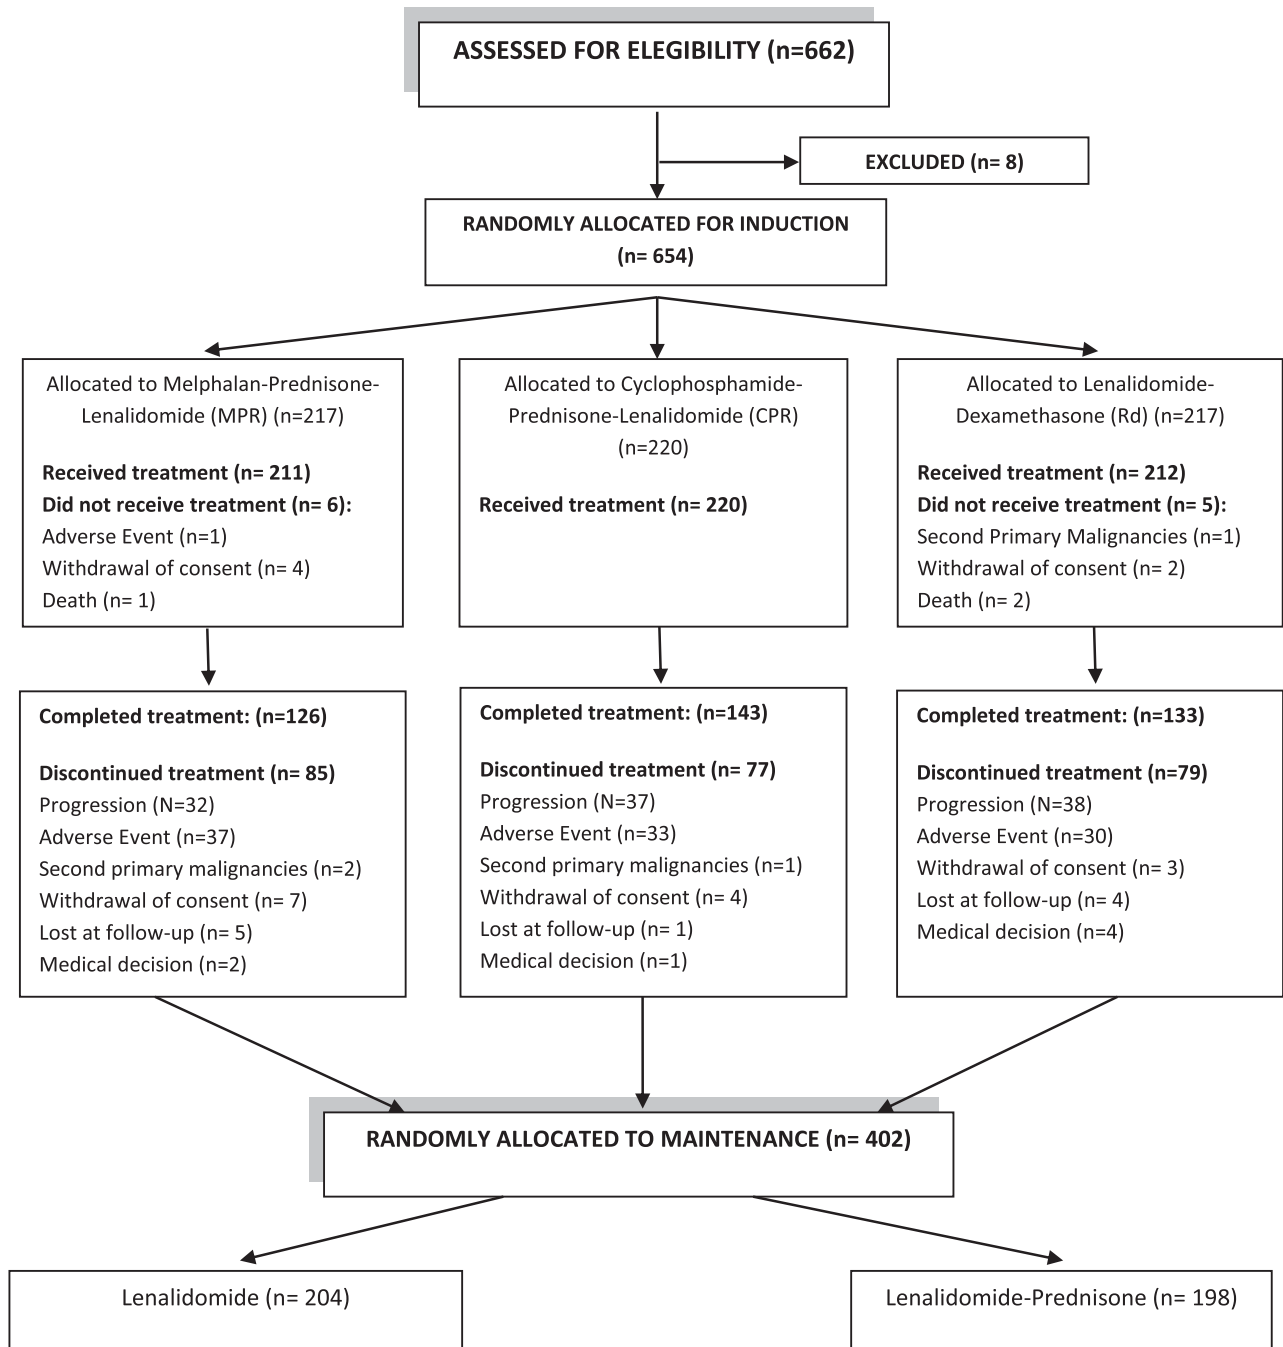 ASSESSED FOR ELEGIBILITY (n=662)
EXCLUDED (n= 8)
RANDOMLY ALLOCATED FOR INDUCTION
(n= 654)
Allocated to Melphalan-Prednisone-
Lenalidomide (MPR) (n=217)
Received treatment (n= 211)
Did not receive treatment (n= 6):
Adverse Event (n=1)
Withdrawal of consent (n= 4)
Death (n= 1)
Allocated to Cyclophosphamide-
Prednisone-Lenalidomide (CPR)
(n=220)
Received treatment (n= 220)
Allocated to Lenalidomide-
Dexamethasone (Rd) (n=217)
Received treatment (n= 212)
Did not receive treatment (n= 5):
Second Primary Malignancies (n=1)
Withdrawal of consent (n= 2)
Death (n= 2)
Completed treatment: (n=126)
Discontinued treatment (n= 85)
Progression (N=32)
Adverse Event (n=37)
Second primary malignancies (n=2)
Withdrawal of consent (n= 7)
Lost at follow-up (n= 5)
Medical decision (n=2)
Completed treatment: (n=143)
Discontinued treatment (n= 77)
Progression (N=37)
Adverse Event (n=33)
Second primary malignancies (n=1)
Withdrawal of consent (n= 4)
Lost at follow-up (n= 1)
Medical decision (n=1)
Completed treatment: (n=133)
Discontinued treatment (n=79)
Progression (N=38)
Adverse Event (n=30)
Withdrawal of consent (n= 3)
Lost at follow-up (n= 4)
Medical decision (n=4)
RANDOMLY ALLOCATED TO MAINTENANCE (n= 402)
Lenalidomide (n= 204)
Lenalidomide-Prednisone (n= 198)